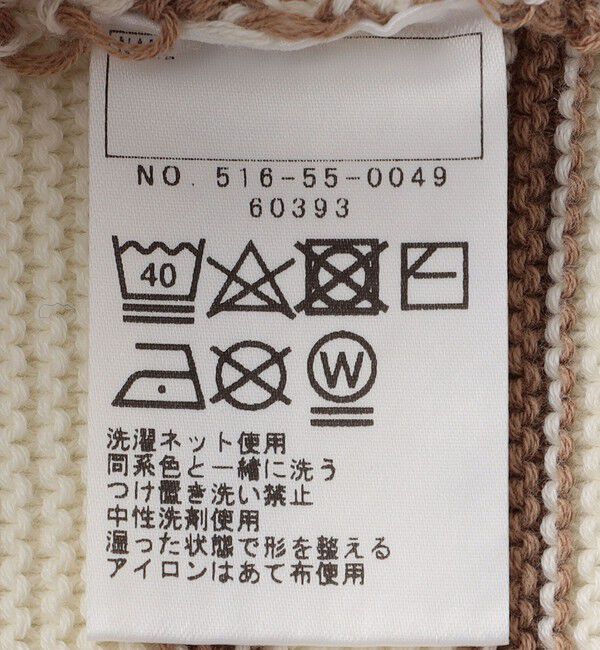 NO. 516-55-0049
60393
40
W
洗濯ネット使用
同系色と一緒に洗う
つけ置き洗い禁止
中性洗剤使用
湿った状態で形を整える
アイロンはあて布使用